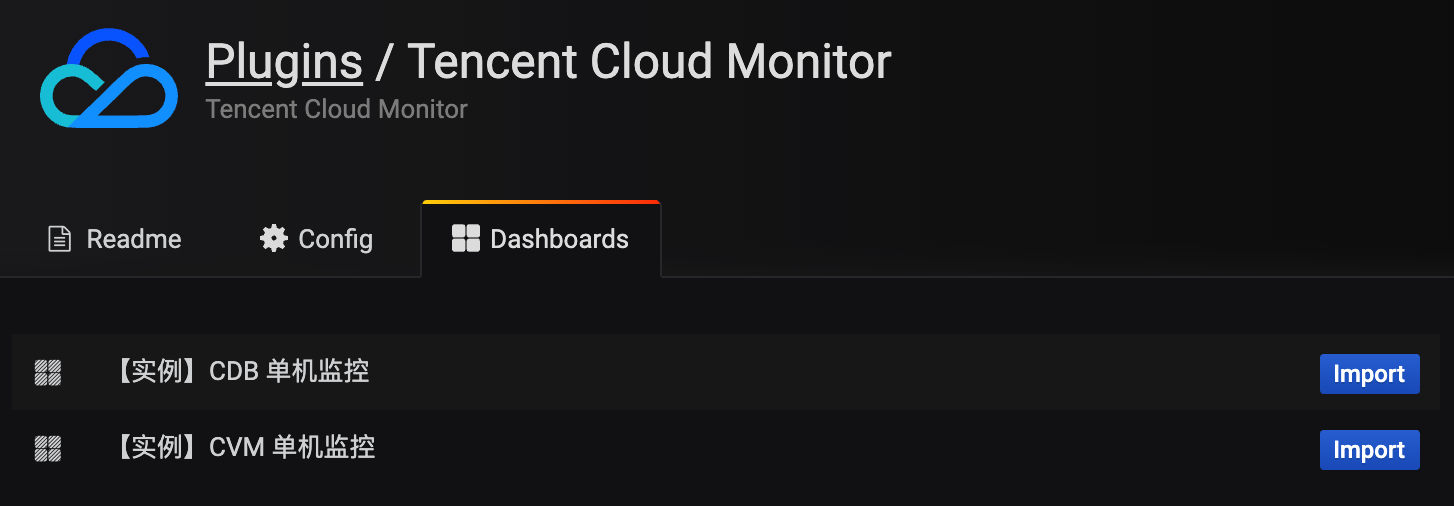 Plugins / Tencent Cloud Monitor
Tencent Cloud Monitor
Readme Config Dashboards
【实例】CDB 单机监控 Import
【实例】CVM 单机监控 Import